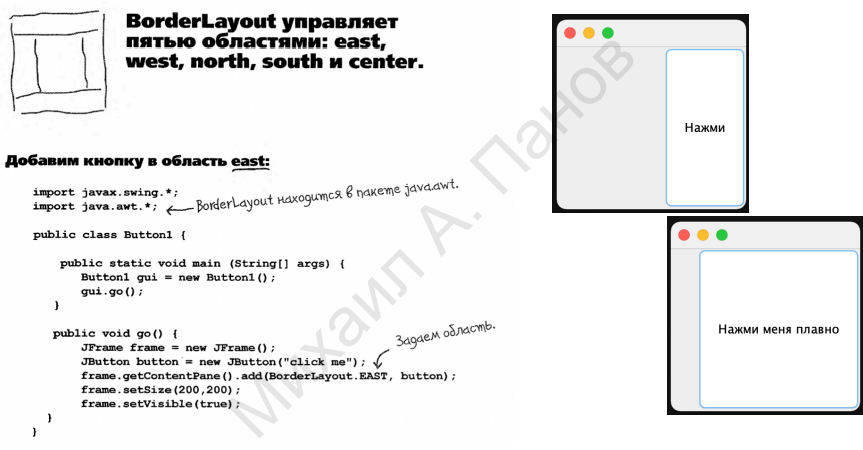 BorderLayout управляет
пятью областями: east,
west, north, south и center.
Добавим кнопку в область east:
import javax.swing.*;
import java.awt.*;
BorderLayout находится в пакете java.awt.
public class Button1 {
public static void main (String[] args) {
Button1 gui = new Button1();
gui.go();
}
public void go() {
JFrame frame = new JFrame();
Задаем область.
JButton button = new JButton("click me");
frame.getContentPane().add(BorderLayout.EAST, button);
frame.setSize(200,200);
frame.setVisible(true);
}
}
Нажми
Нажми меня плавно
Михаил А. Панов